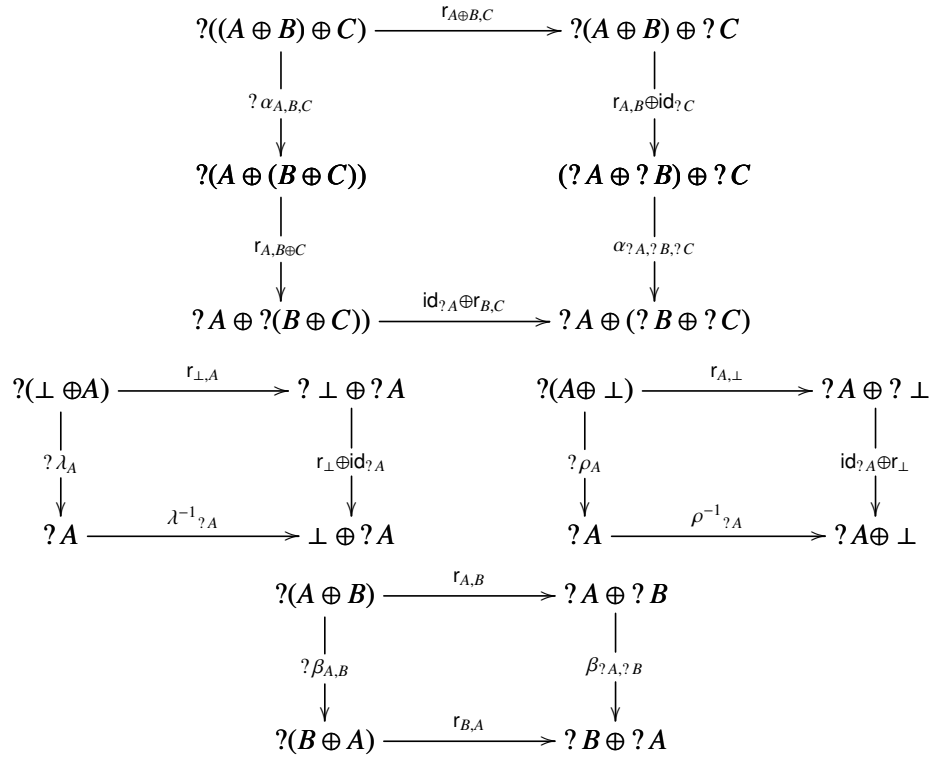 ?((A ⊕ B) ⊕ C) r_{A⊕B,C} ?(A ⊕ B) ⊕ ? C
? α_{A,B,C} r_{A,B}⊕id_{? C}
?(A ⊕ (B ⊕ C)) (? A ⊕ ? B) ⊕ ? C
r_{A,B⊕C} α_{? A,? B,? C}
? A ⊕ ?(B ⊕ C)) id_{? A}⊕r_{B,C} ? A ⊕ (? B ⊕ ? C)
?(⊥ ⊕A) r_{⊥,A} ? ⊥ ⊕ ? A ?(A⊕ ⊥) r_{A,⊥} ? A ⊕ ? ⊥
? λ_A r_⊥⊕id_{? A} ? ρ_A id_{? A}⊕r_⊥
? A λ^{-1}_{? A} ⊥ ⊕ ? A ? A ρ^{-1}_{? A} ? A⊕ ⊥
?(A ⊕ B) r_{A,B} ? A ⊕ ? B
? β_{A,B} β_{? A,? B}
?(B ⊕ A) r_{B,A} ? B ⊕ ? A